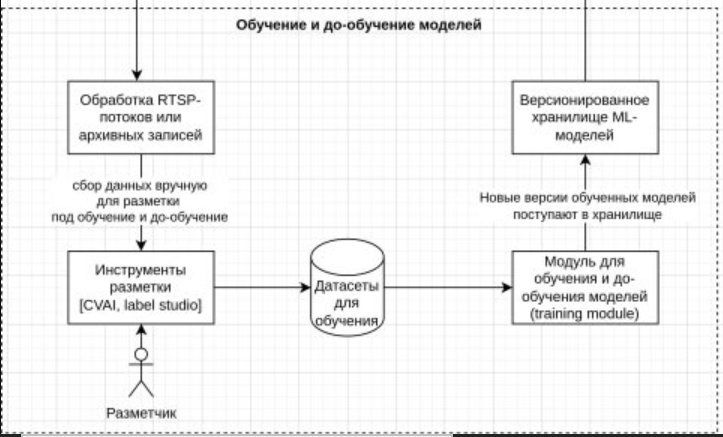 Обучение и до-обучение моделей
Обработка RTSP-
потоков или
архивных записей
сбор данных вручную
для разметки
под обучение и до-обучение
Инструменты
разметки
[CVAI, label studio]
Разметчик
Датасеты
для
обучения
Модуль для
обучения и до-
обучения моделей
(training module)
Новые версии обученных моделей
поступают в хранилище
Версионированное
хранилище ML-
моделей